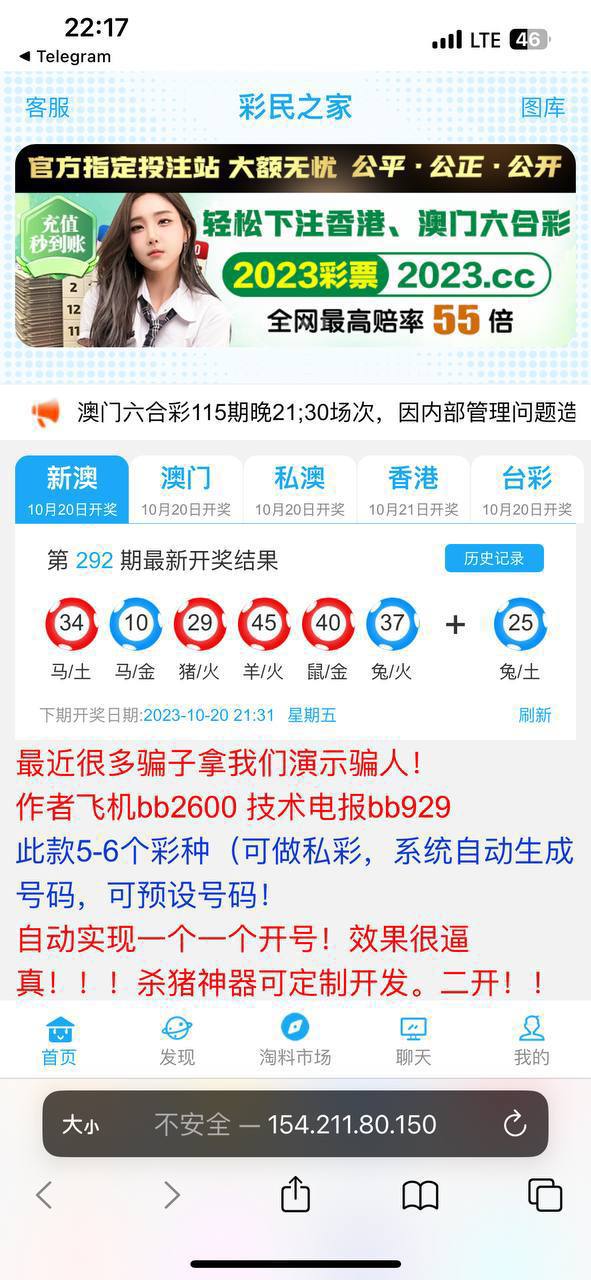 22:17
LTE 46
◀ Telegram
客服
彩民之家
图库
官方指定投注站 大额无忧 公平·公正·公开
充值
秒到账
轻松下注香港、澳门六合彩
2023彩票 2023.cc
全网最高赔率 55 倍
2
12
11
0
澳门六合彩115期晚21;30场次，因内部管理问题造
新澳 澳门 私澳 香港 台彩
10月20日开奖 10月20日开奖 10月20日开奖 10月21日开奖 10月20日开奖
第 292 期最新开奖结果
历史记录
34 10 29 45 40 37 + 25
马/土 马/金 猪/火 羊/火 鼠/金 兔/火 兔/土
下期开奖日期:2023-10-20 21:31 星期五 刷新
最近很多骗子拿我们演示骗人！
作者飞机bb2600 技术电报bb929
此款5-6个彩种（可做私彩，系统自动生成
号码，可预设号码！
自动实现一个一个开号！效果很逼
真！！！杀猪神器可定制开发。二开！！
首页 发现 淘料市场 聊天 我的
大小 不安全 — 154.211.80.150